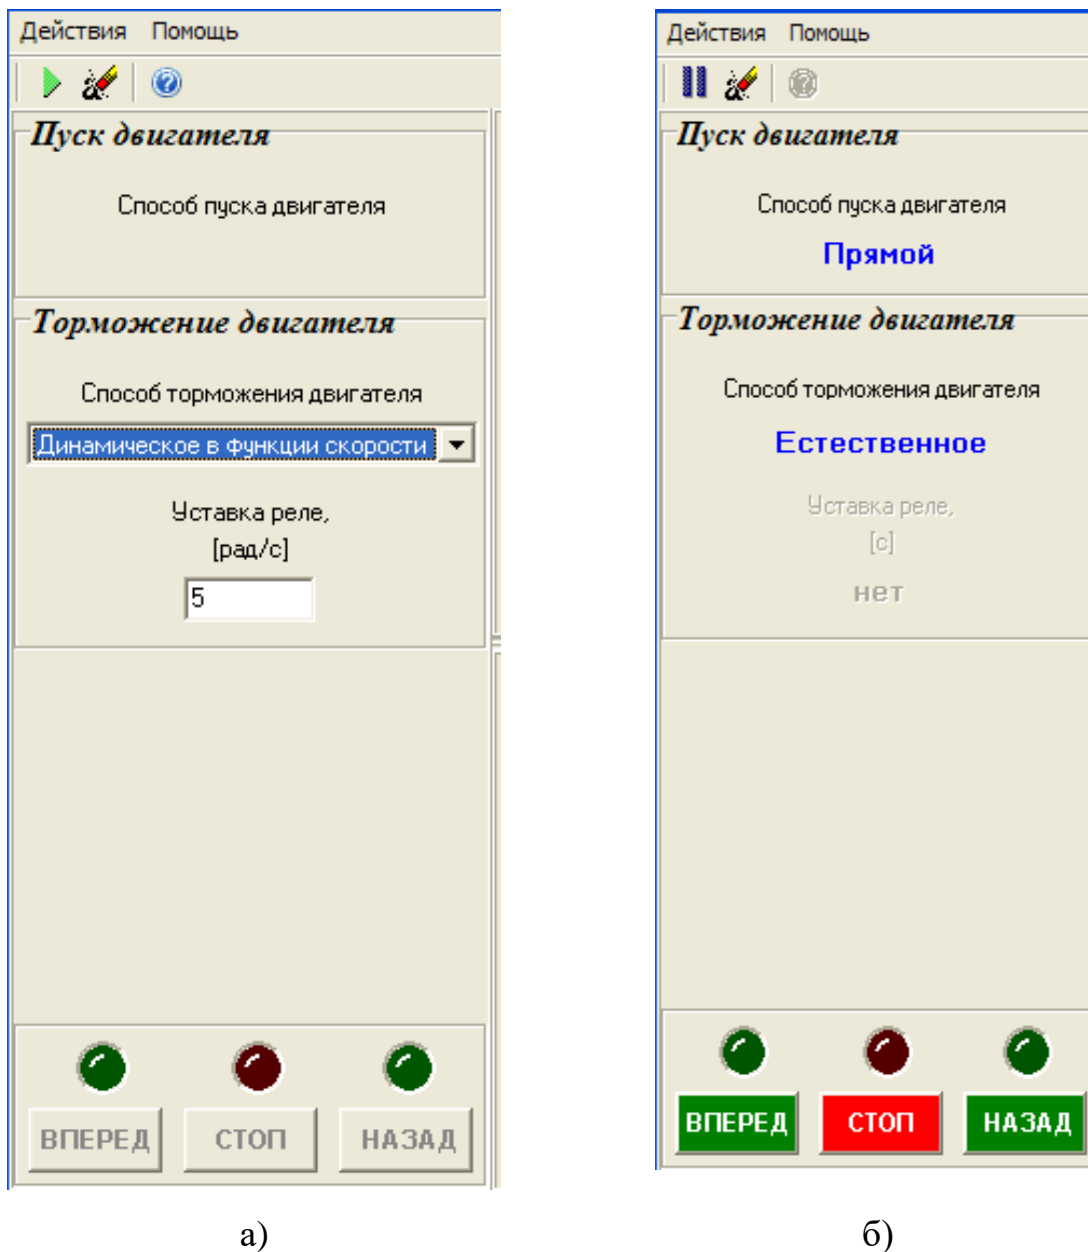 Действия Помощь
Пуск двигателя
Способ пуска двигателя
Торможение двигателя
Способ торможения двигателя
Динамическое в функции скорости
Уставка реле,
[рад/с]
5
ВПЕРЕД СТОП НАЗАД
а)
Действия Помощь
Пуск двигателя
Способ пуска двигателя
Прямой
Торможение двигателя
Способ торможения двигателя
Естественное
Уставка реле,
[с]
нет
ВПЕРЕД СТОП НАЗАД
б)